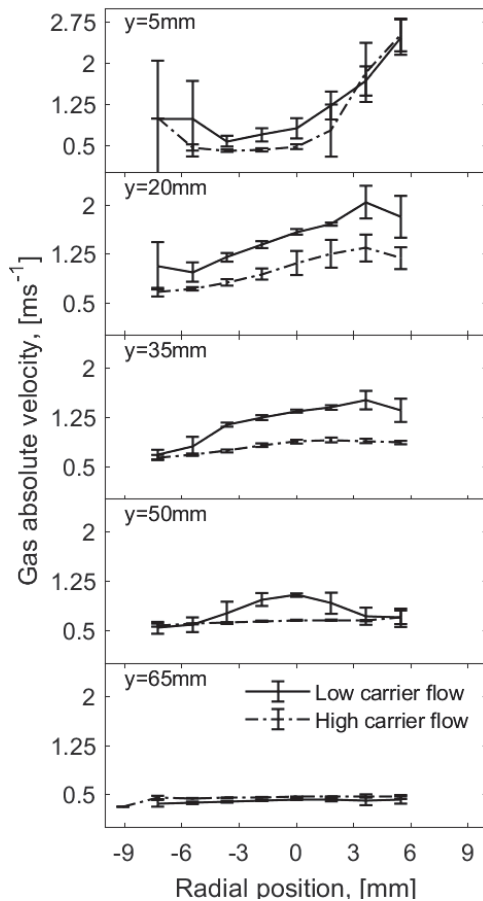 y=5mm
2.75
2
1.25
0.5
y=20mm
2
1.25
0.5
y=35mm
2
1.25
0.5
y=50mm
2
1.25
0.5
y=65mm
2
1.25
0.5
Low carrier flow
High carrier flow
-9 -6 -3 0 3 6 9
Radial position, [mm]
Gas absolute velocity, [ms⁻¹]